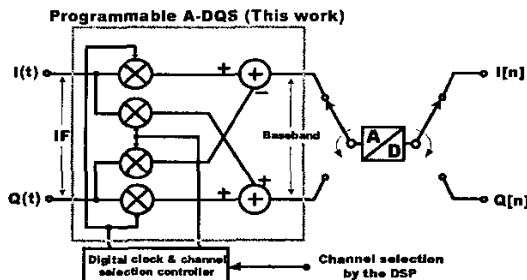 Programmable A-DQS (This work)
I(t)
+
+
+
−
I[n]
IF
Baseband
A
D
Q(t)
+
+
+
Q[n]
Digital clock & channel
selection controller
Channel selection
by the DSP